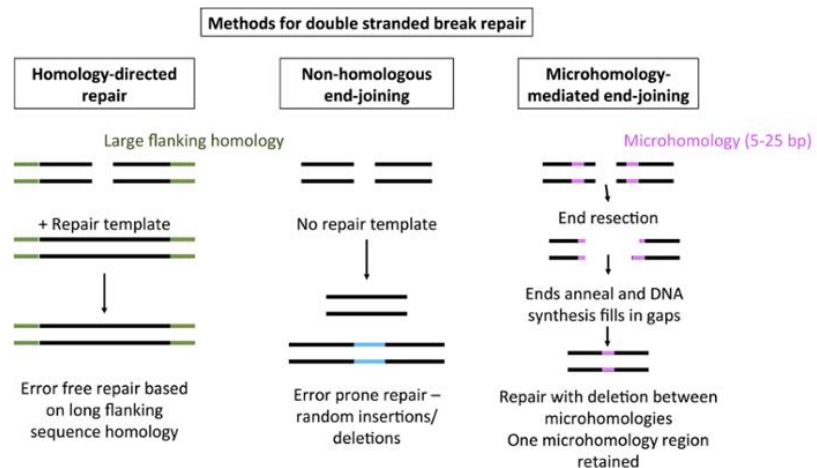 Methods for double stranded break repair
Homology-directed
repair
Large flanking homology
+ Repair template
Error free repair based
on long flanking
sequence homology
Non-homologous
end-joining
No repair template
Error prone repair –
random insertions/
deletions
Microhomology-
mediated end-joining
Microhomology (5-25 bp)
End resection
Ends anneal and DNA
synthesis fills in gaps
Repair with deletion between
microhomologies
One microhomology region
retained